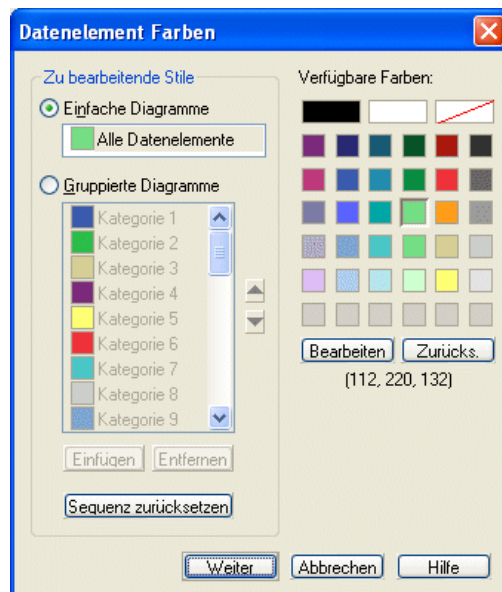 Datenelement Farben
Zu bearbeitende Stile
Einfache Diagramme
Alle Datenelemente
Gruppierte Diagramme
Kategorie 1
Kategorie 2
Kategorie 3
Kategorie 4
Kategorie 5
Kategorie 6
Kategorie 7
Kategorie 8
Kategorie 9
Einfügen Entfernen
Sequenz zurücksetzen
Verfügbare Farben:
Bearbeiten Zurücks.
(112, 220, 132)
Weiter Abbrechen Hilfe